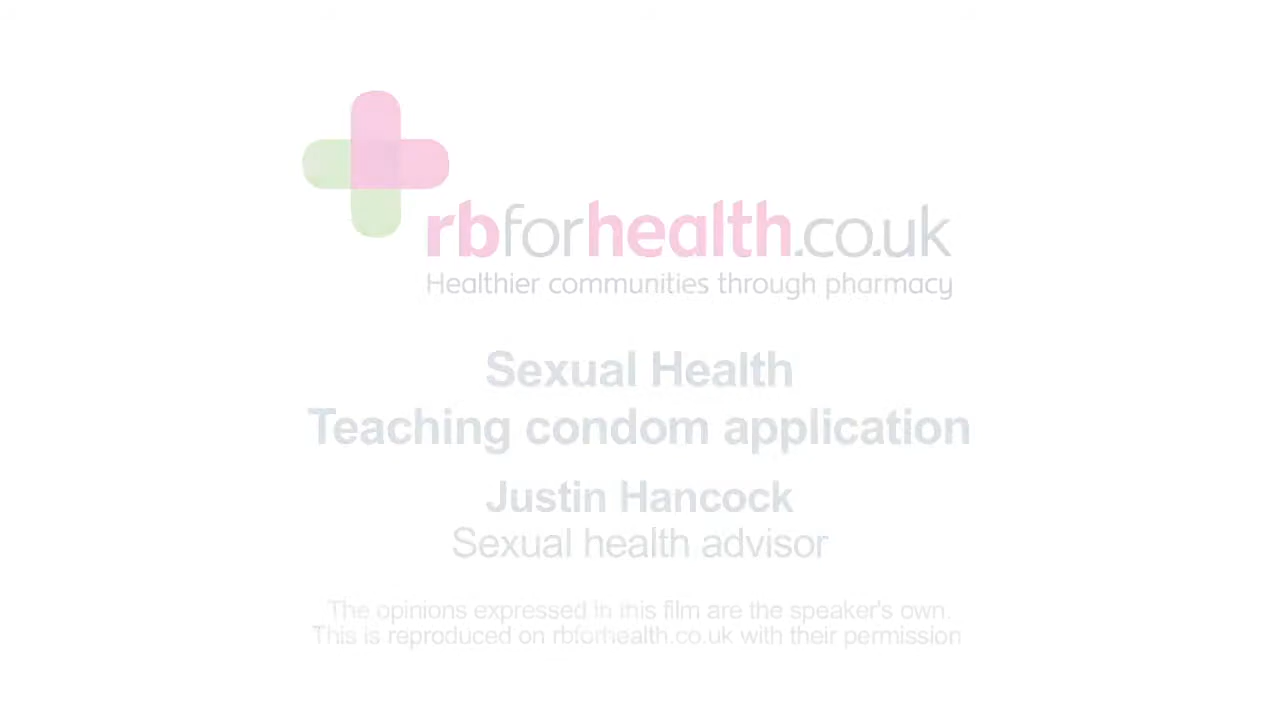 rbforhealth.co.uk
Healthier communities through pharmacy
Sexual Health
Teaching condom application
Justin Hancock
Sexual health advisor
The opinions expressed in this film are the speaker's own.
This is reproduced on rbforhealth.co.uk with their permission